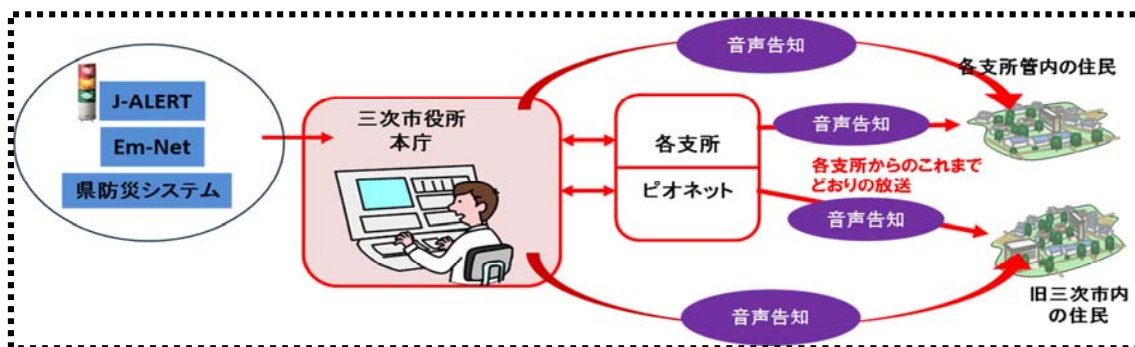 J-ALERT
Em-Net
県防災システム
三次市役所
本庁
各支所
ピオネット
音声告知
音声告知
各支所からのこれまで
どおりの放送
音声告知
音声告知
各支所管内の住民
旧三次市内
の住民